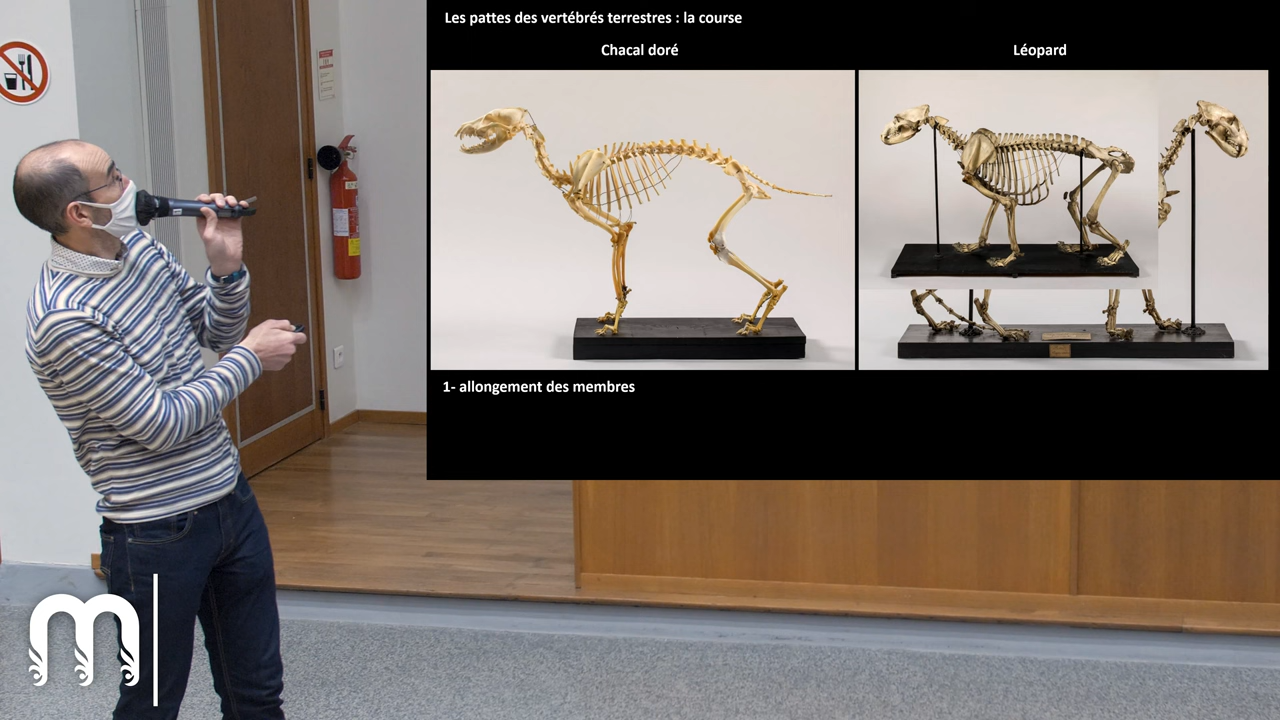 Les pattes des vertébrés terrestres : la course
Chacal doré
Léopard
1- allongement des membres
m